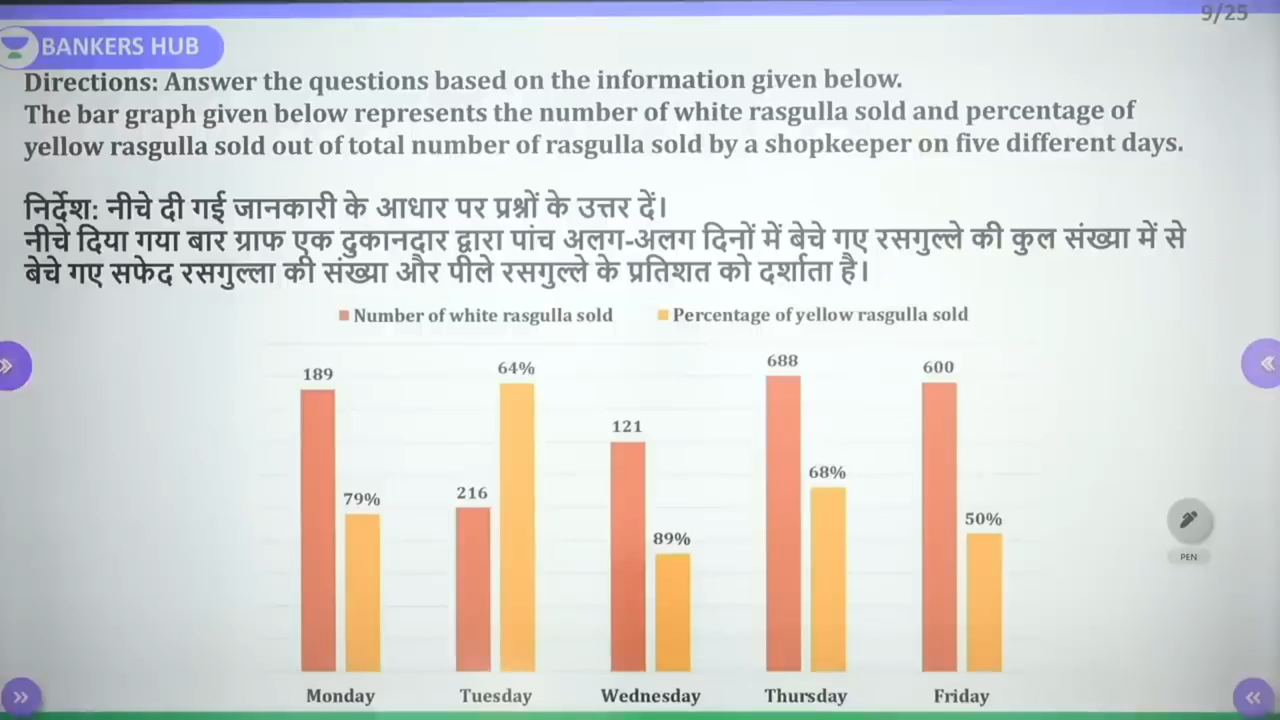 9/25
BANKERS HUB
Directions: Answer the questions based on the information given below.
The bar graph given below represents the number of white rasgulla sold and percentage of
yellow rasgulla sold out of total number of rasgulla sold by a shopkeeper on five different days.
निर्देश: नीचे दी गई जानकारी के आधार पर प्रश्नों के उत्तर दें।
नीचे दिया गया बार ग्राफ एक दुकानदार द्वारा पांच अलग-अलग दिनों में बेचे गए रसगुल्ले की कुल संख्या में से
बेचे गए सफेद रसगुल्ला की संख्या और पीले रसगुल्ले के प्रतिशत को दर्शाता है।
Number of white rasgulla sold Percentage of yellow rasgulla sold
189 79% 216 64% 121 89% 688 68% 600 50%
PEN
Monday Tuesday Wednesday Thursday Friday